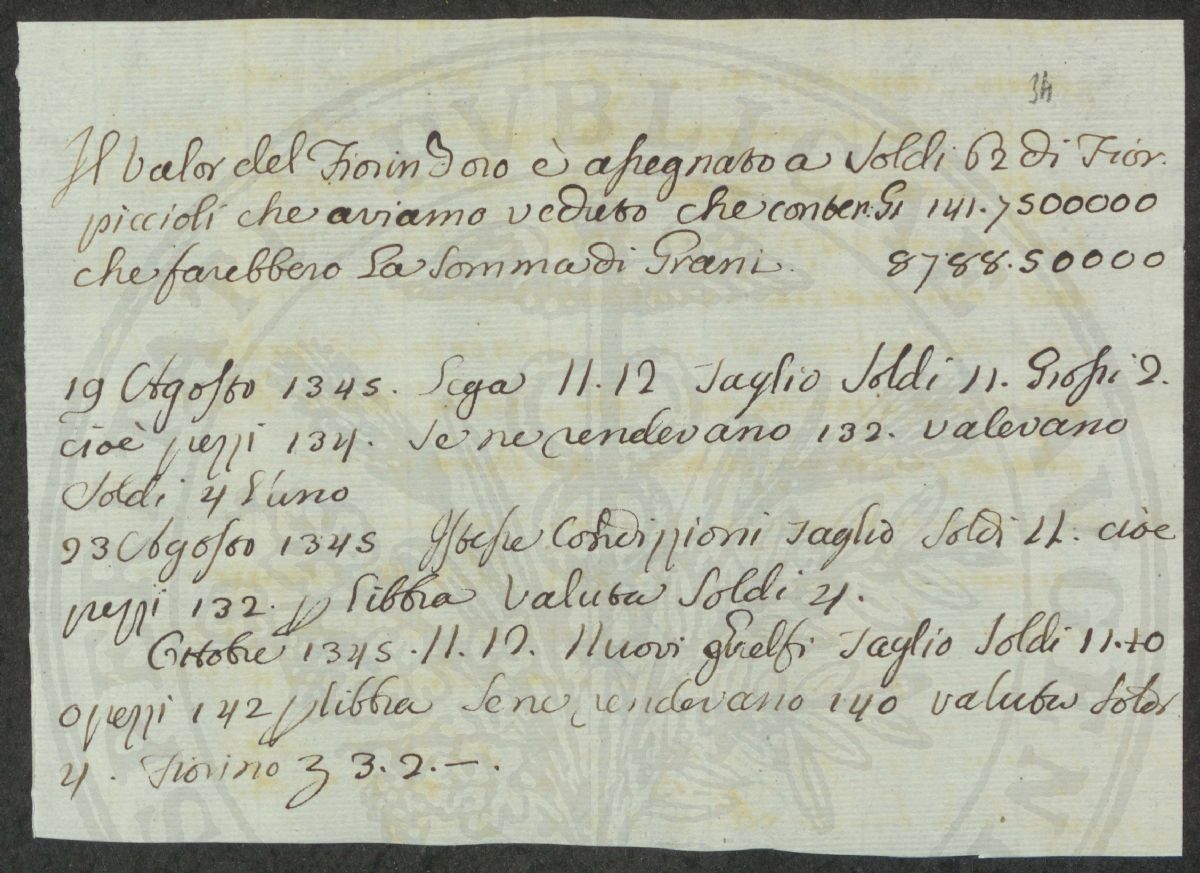 34
Il Valor del Fiorin d'oro è assegnato a Soldi 62 di Fior.
piccioli che aviamo veduto che conten: Gr 141.7500000
che farebbero La Somma di Grani. 8788.50000
19 Agosto 1345. Lega 11.12 Taglio Soldi 11. Grossi 2.
cioè pezzi 134. Se ne rendevano 132. valevano
Soldi 4 L'uno
23 Agosto 1345 Istesse Condizzioni Taglio Soldi 11. cioè
pezzi 132. p Libbra Valuta Soldi 4.
Ottobre 1345. 11.12. Nuovi guelfi Taglio Soldi 11.10
o pezzi 142 p libbra Se ne rendevano 140 valuta Soldi
4. Fiorino 3.2.—.